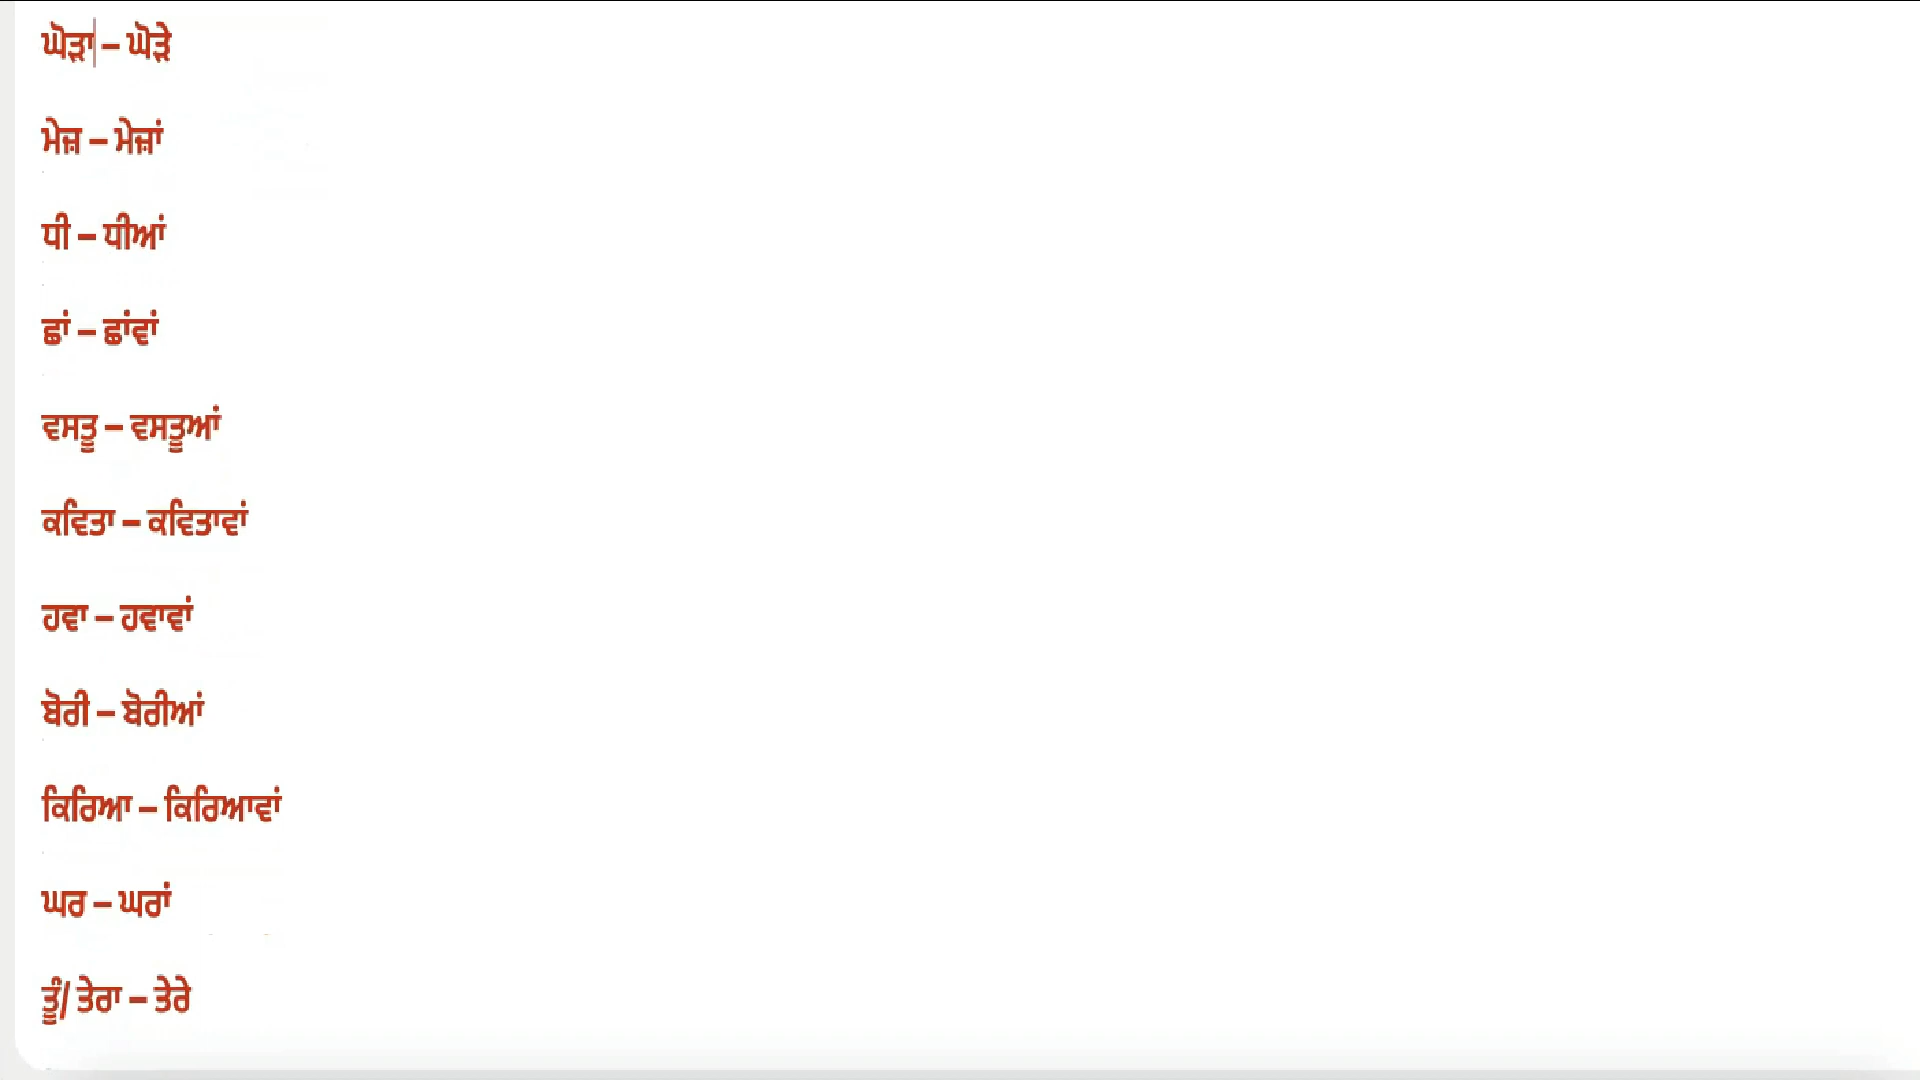 ਘੋੜਾ – ਘੋੜੇ
ਮੇਜ਼ – ਮੇਜ਼ਾਂ
ਧੀ – ਧੀਆਂ
ਛਾਂ – ਛਾਂਵਾਂ
ਵਸਤੂ – ਵਸਤੂਆਂ
ਕਵਿਤਾ – ਕਵਿਤਾਵਾਂ
ਹਵਾ – ਹਵਾਵਾਂ
ਬੋਰੀ – ਬੋਰੀਆਂ
ਕਿਰਿਆ – ਕਿਰਿਆਵਾਂ
ਘਰ – ਘਰਾਂ
ਤੂੰ/ ਤੇਰਾ – ਤੇਰੇ